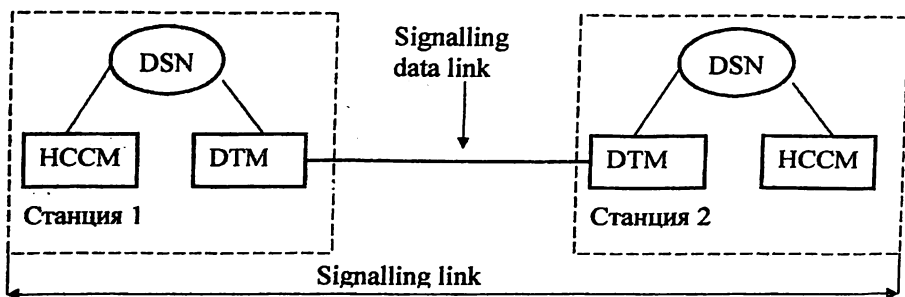 Signalling
data link
DSN
DSN
HCCM
DTM
DTM
HCCM
Станция 1
Станция 2
Signalling link